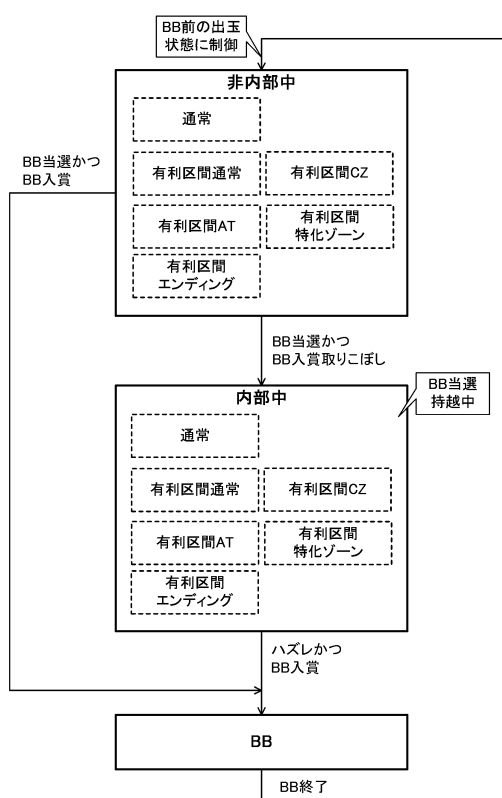 BB前の出玉
状態に制御
非内部中
通常
BB当選かつ
BB入賞
有利区間通常
有利区間CZ
有利区間AT
有利区間
特化ゾーン
有利区間
エンディング
BB当選かつ
BB入賞取りこぼし
BB当選
持越中
内部中
通常
有利区間通常
有利区間CZ
有利区間AT
有利区間
特化ゾーン
有利区間
エンディング
ハズレかつ
BB入賞
BB
BB終了